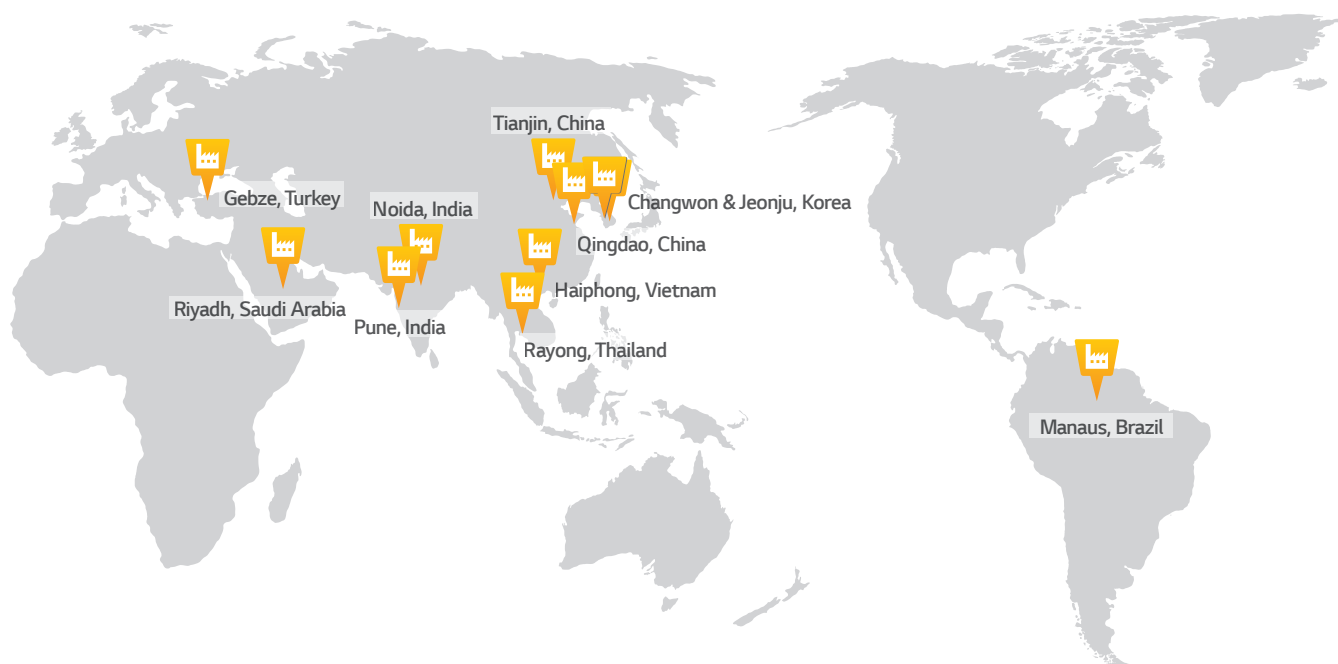 Tianjin, China
Gebze, Turkey
Noida, India
Changwon & Jeonju, Korea
Qingdao, China
Riyadh, Saudi Arabia
Haiphong, Vietnam
Pune, India
Rayong, Thailand
Manaus, Brazil